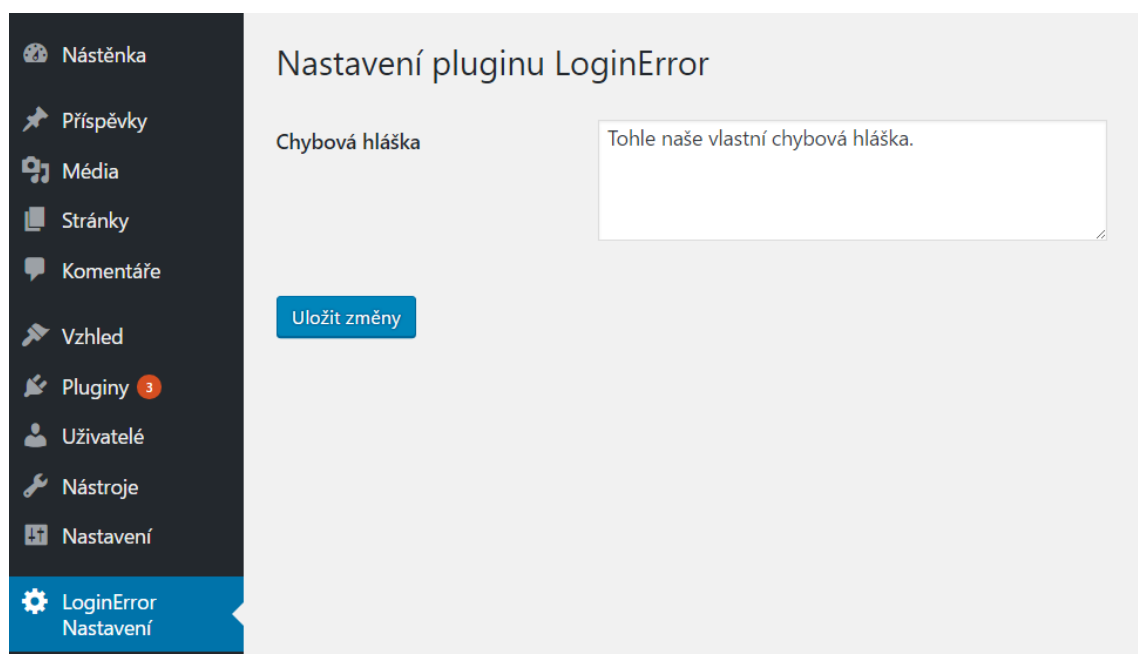 Nástěnka
Příspěvky
Média
Stránky
Komentáře
Vzhled
Pluginy 3
Uživatelé
Nástroje
Nastavení
LoginError
Nastavení
Nastavení pluginu LoginError
Chybová hláška
Tohle naše vlastní chybová hláška.
Uložit změny